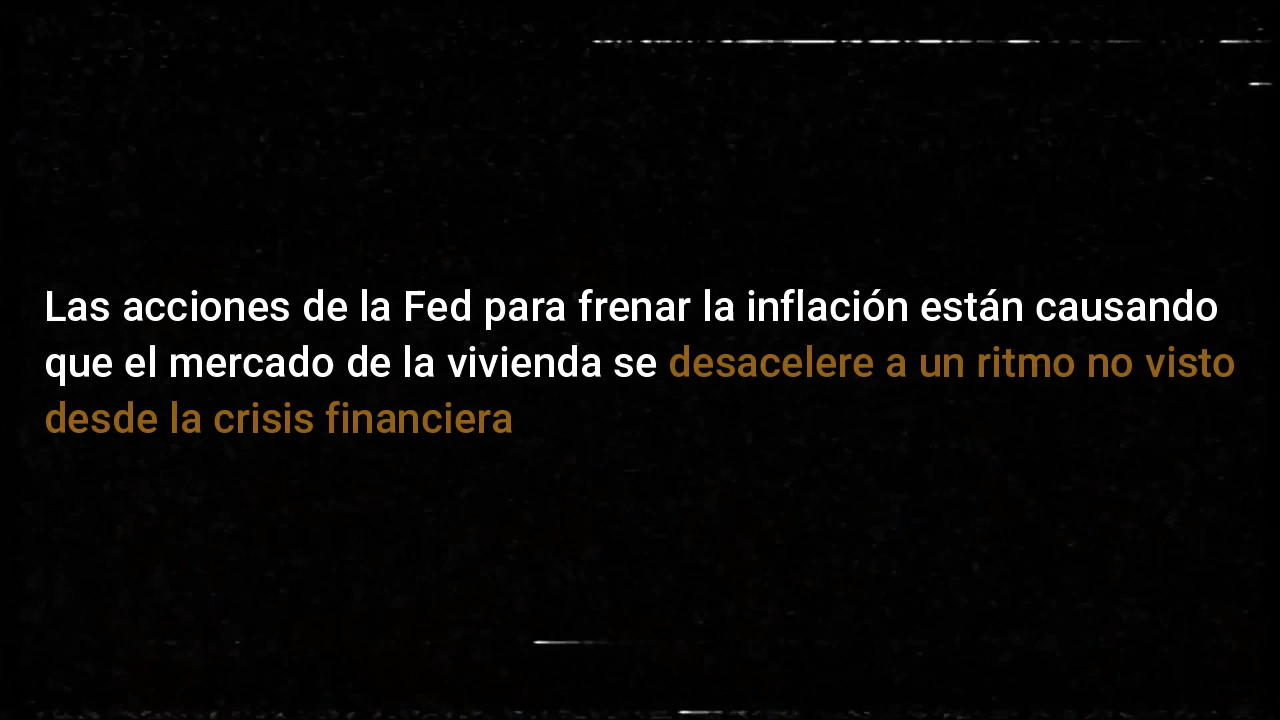 Las acciones de la Fed para frenar la inflación están causando
que el mercado de la vivienda se desacelere a un ritmo no visto
desde la crisis financiera